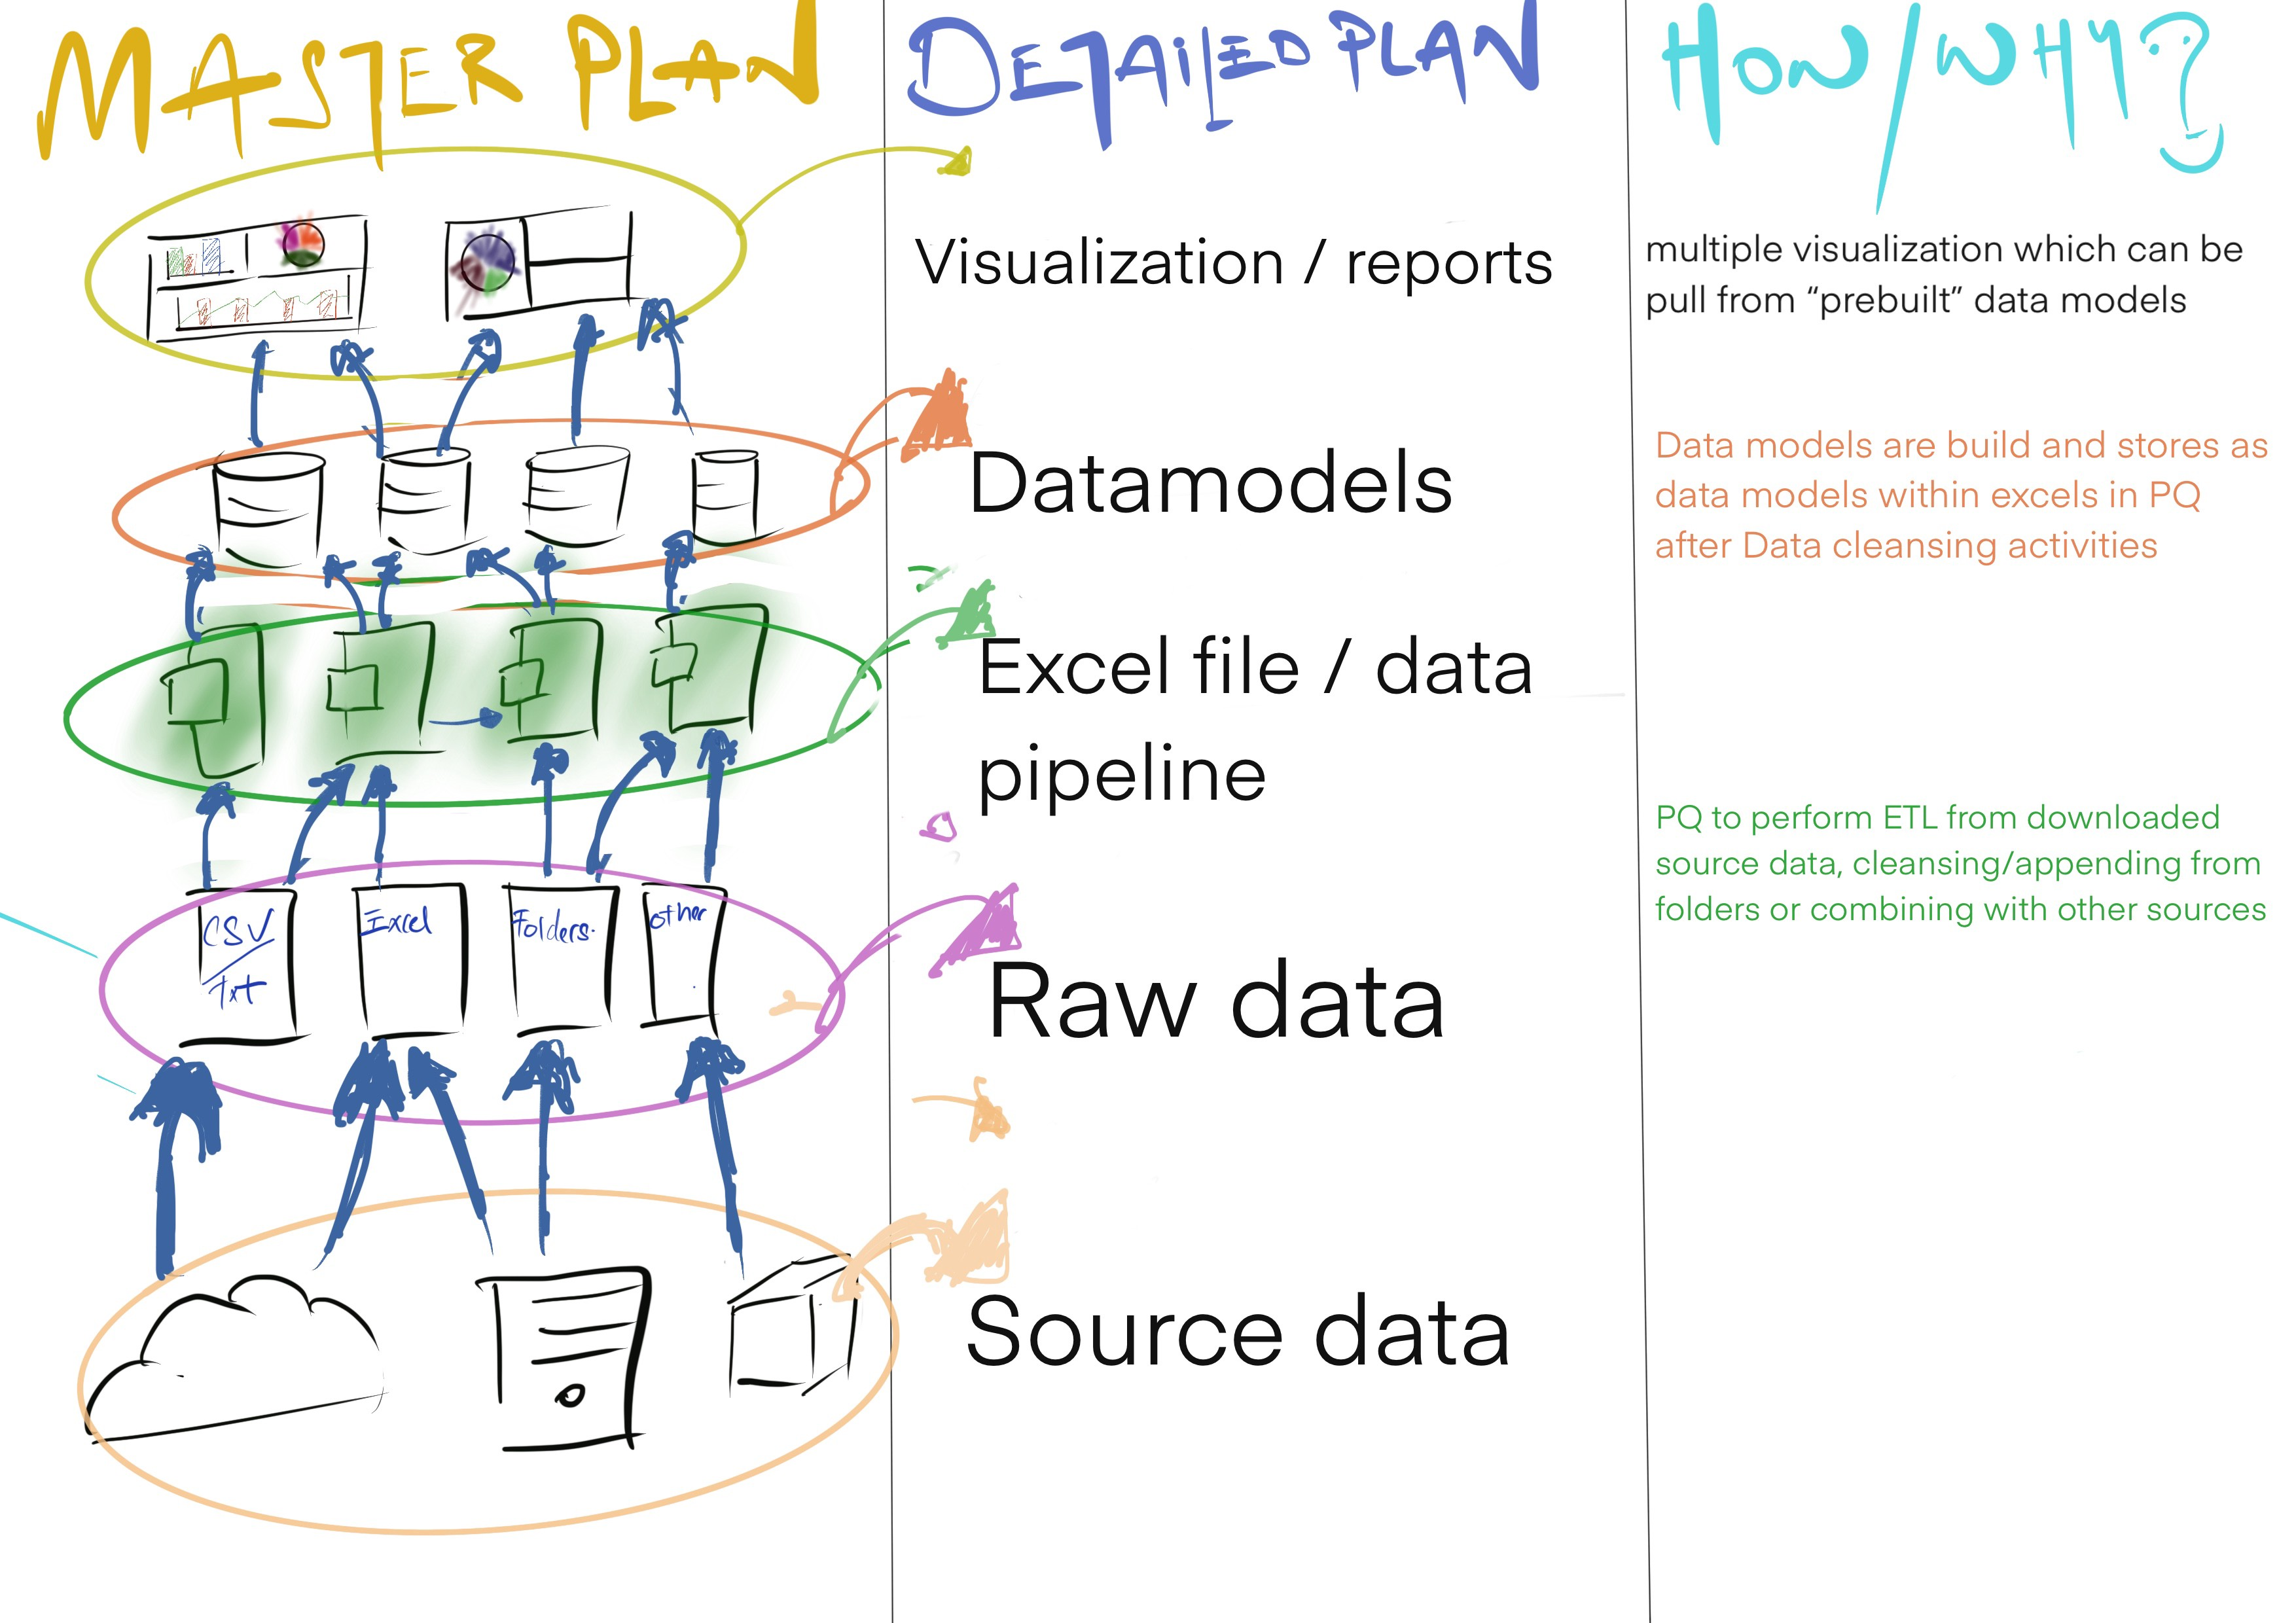 MASTER PLAN
DETAILED PLAN
HOW/WHY?
Visualization / reports
multiple visualization which can be
pull from “prebuilt” data models
Datamodels
Data models are build and stores as
data models within excels in PQ
after Data cleansing activities
Excel file / data
pipeline
PQ to perform ETL from downloaded
source data, cleansing/appending from
folders or combining with other sources
CSV/
txt
Excel
Folders.
other
Raw data
Source data